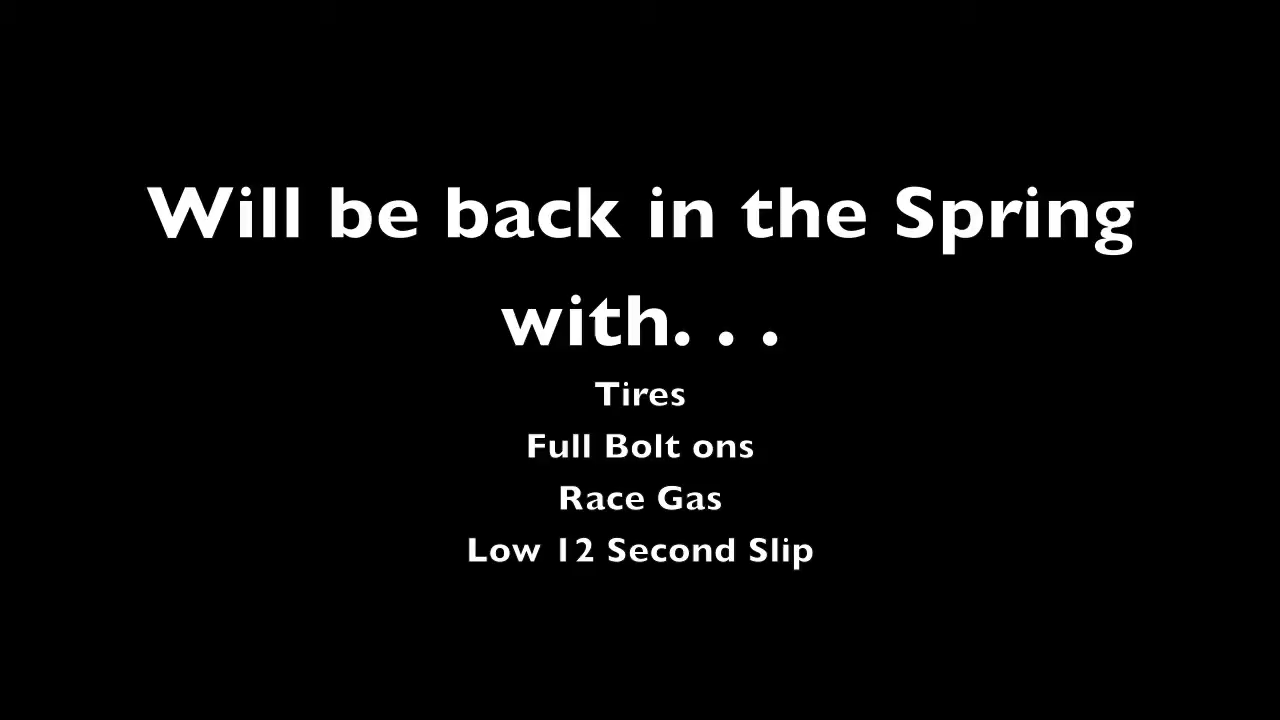 Will be back in the Spring
with. . .
Tires
Full Bolt ons
Race Gas
Low 12 Second Slip